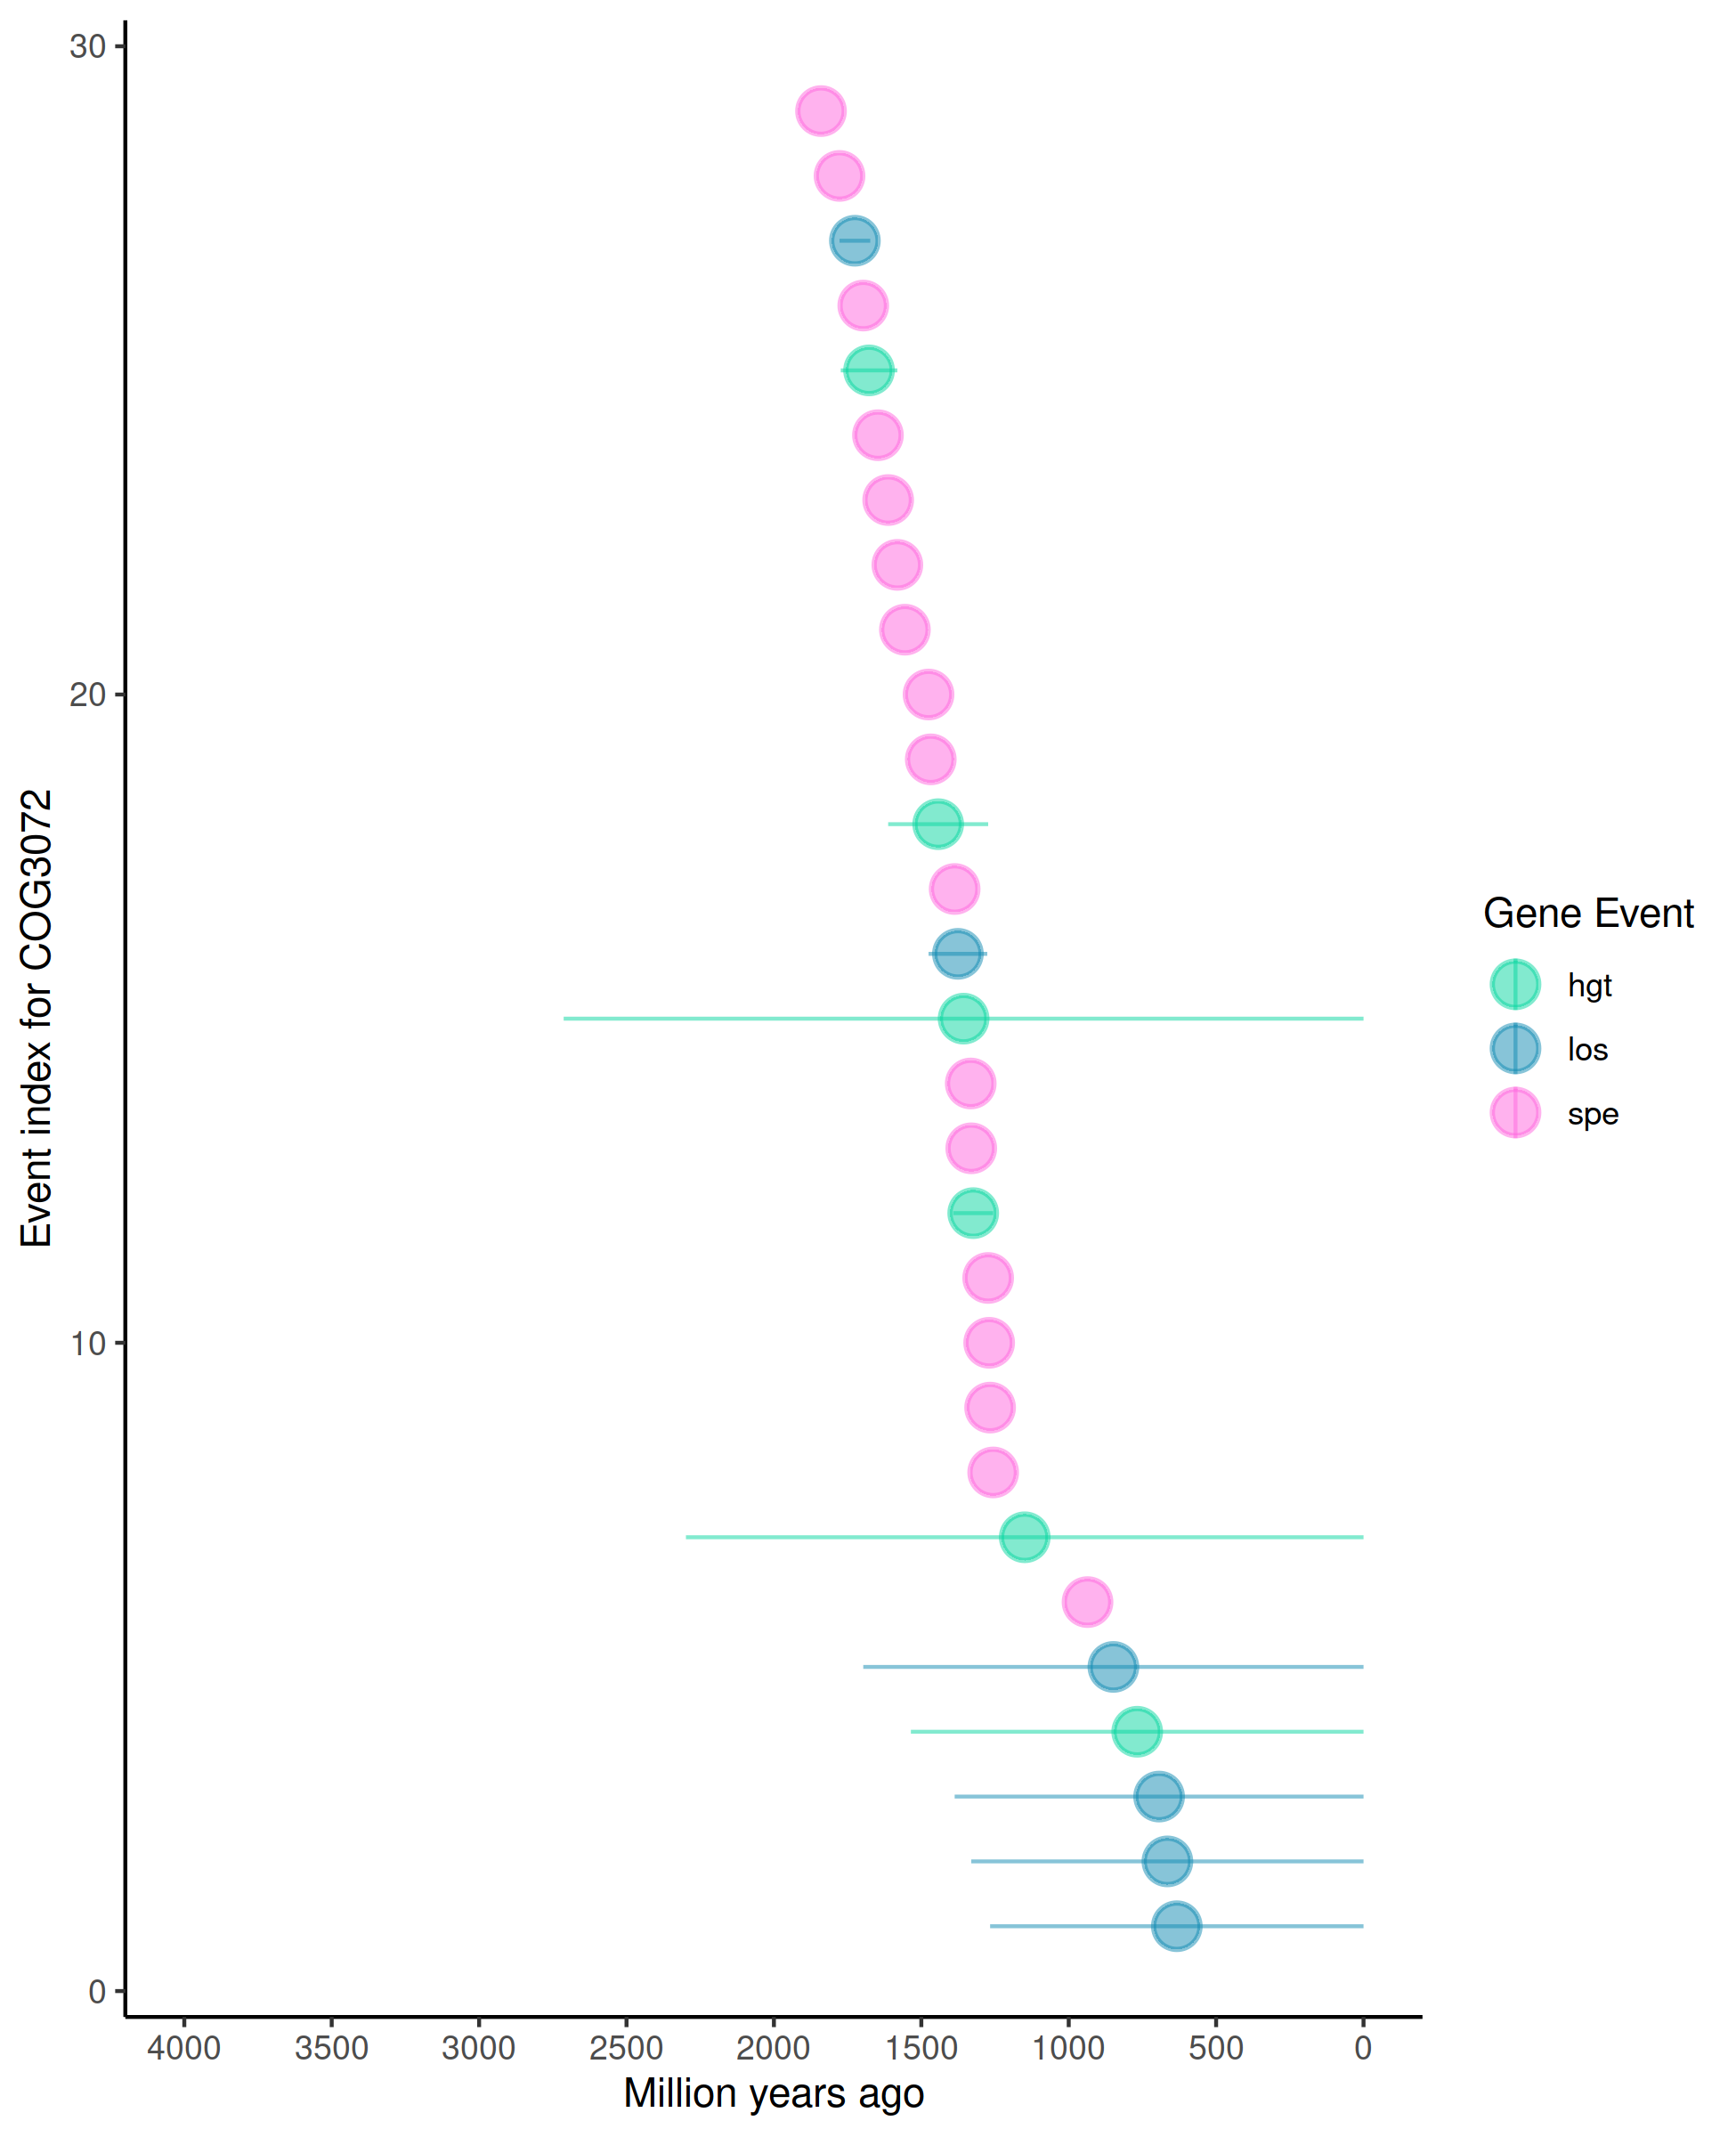 30
20
10
0
Event index for COG3072
4000 3500 3000 2500 2000 1500 1000 500 0
Million years ago
Gene Event
hgt
los
spe